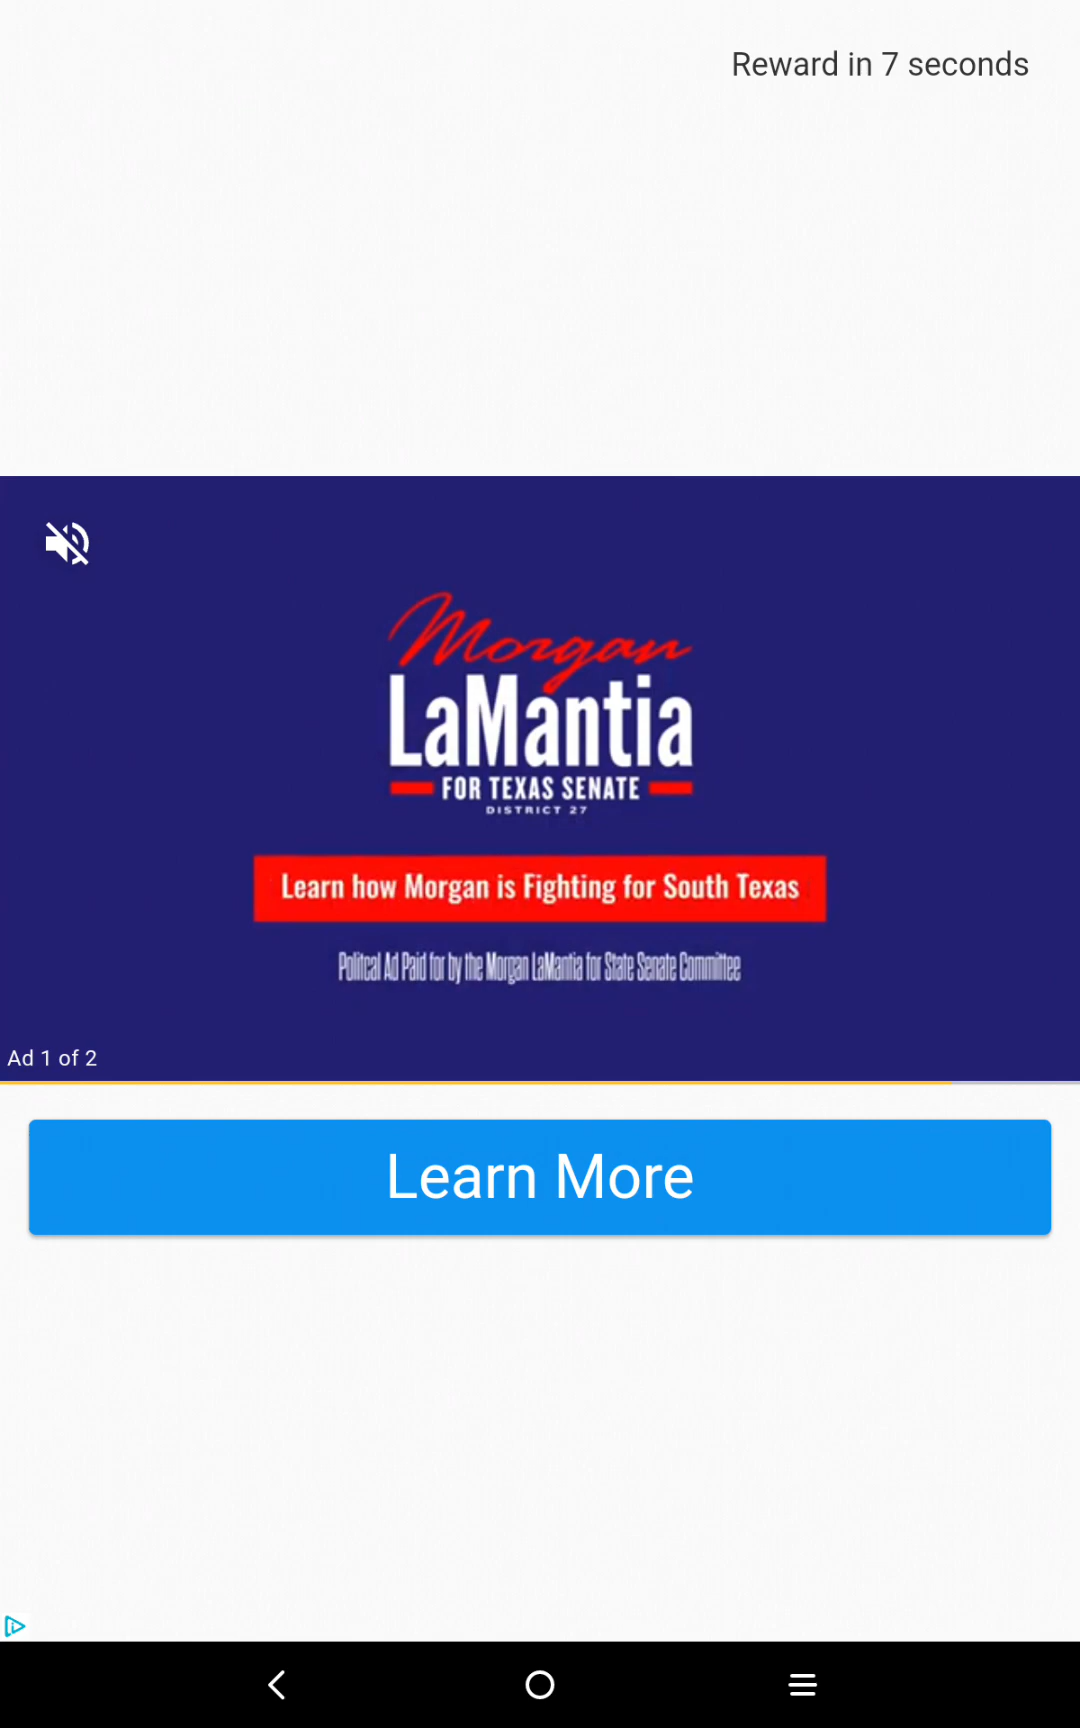 Reward in 7 seconds
Morgan
LaMantia
FOR TEXAS SENATE
DISTRICT 27
Learn how Morgan is Fighting for South Texas
Politcal Ad Paid for by the Morgan LaMantia for State Senate Committee
Ad 1 of 2
Learn More